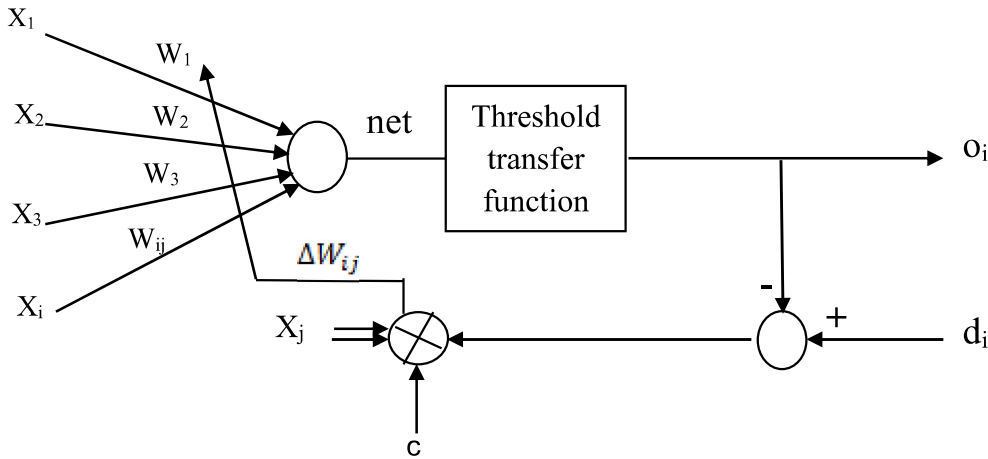 X₁
W₁
X₂
W₂
net
Threshold
transfer
function
oᵢ
W₃
X₃
Wᵢⱼ
ΔWᵢⱼ
-
Xᵢ
Xⱼ
+
dᵢ
c